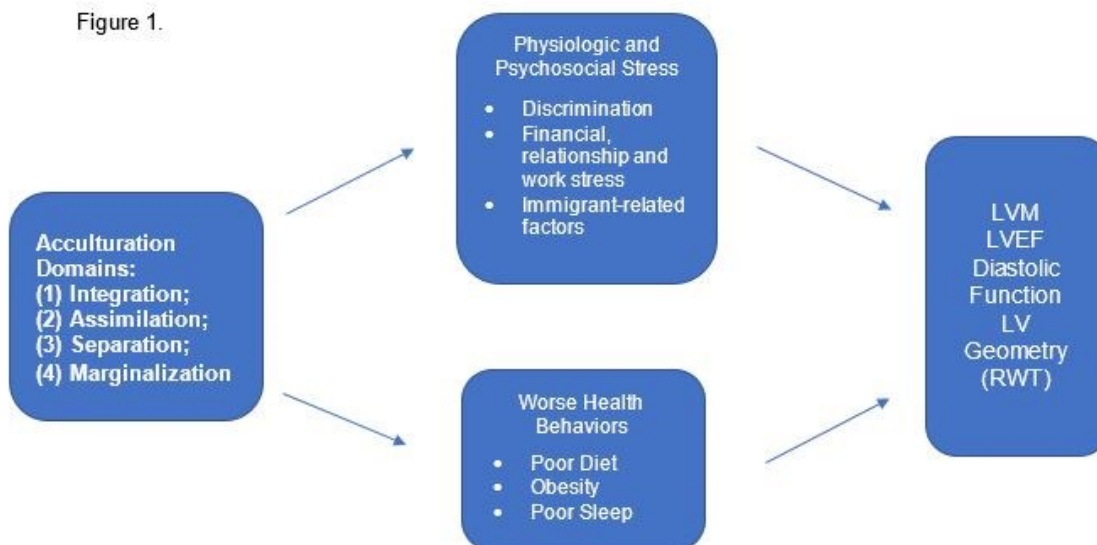 Figure 1.
Physiologic and
Psychosocial Stress
• Discrimination
• Financial,
relationship and
work stress
• Immigrant-related
factors
Acculturation
Domains:
(1) Integration;
(2) Assimilation;
(3) Separation;
(4) Marginalization
Worse Health
Behaviors
• Poor Diet
• Obesity
• Poor Sleep
LVM
LVEF
Diastolic
Function
LV
Geometry
(RWT)